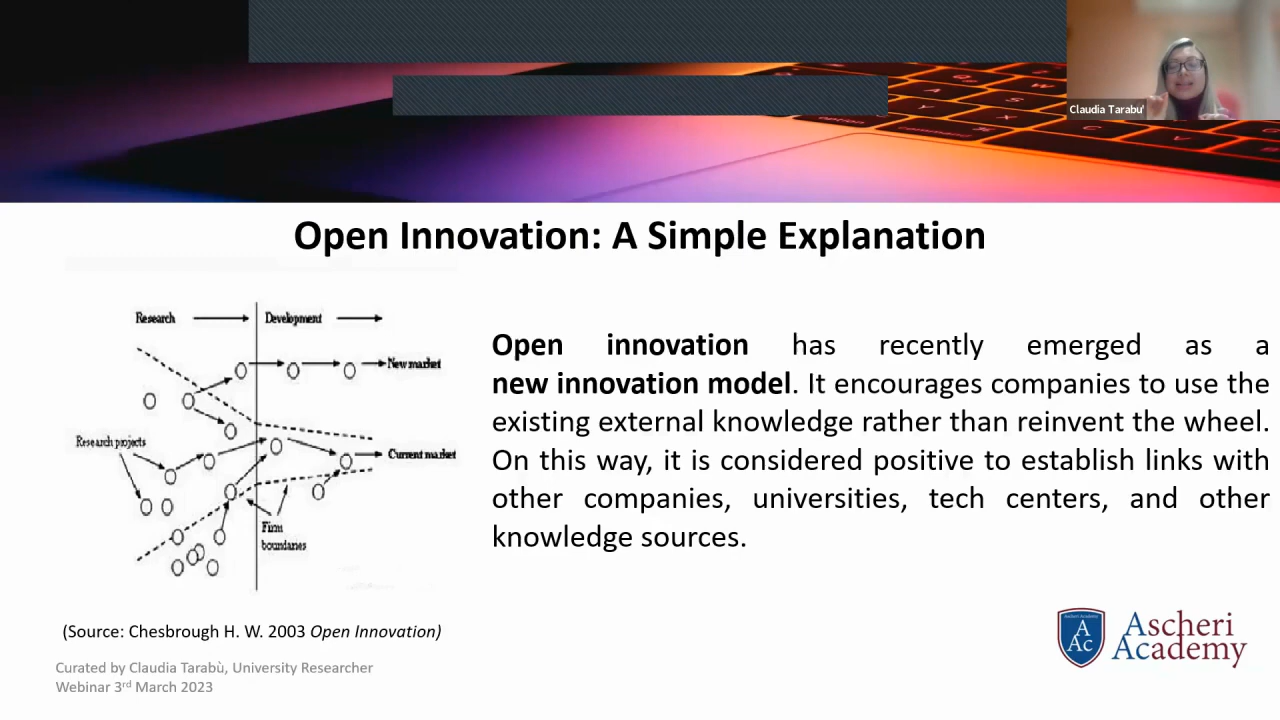 Claudia Tarabu'
Open Innovation: A Simple Explanation
Research
Development
New market
Research projects
Current market
Firm
boundaries
Open innovation has recently emerged as a
new innovation model. It encourages companies to use the
existing external knowledge rather than reinvent the wheel.
On this way, it is considered positive to establish links with
other companies, universities, tech centers, and other
knowledge sources.
(Source: Chesbrough H. W. 2003 Open Innovation)
Curated by Claudia Tarabù, University Researcher
Webinar 3rd March 2023
A
Ac
Ascheri
Academy